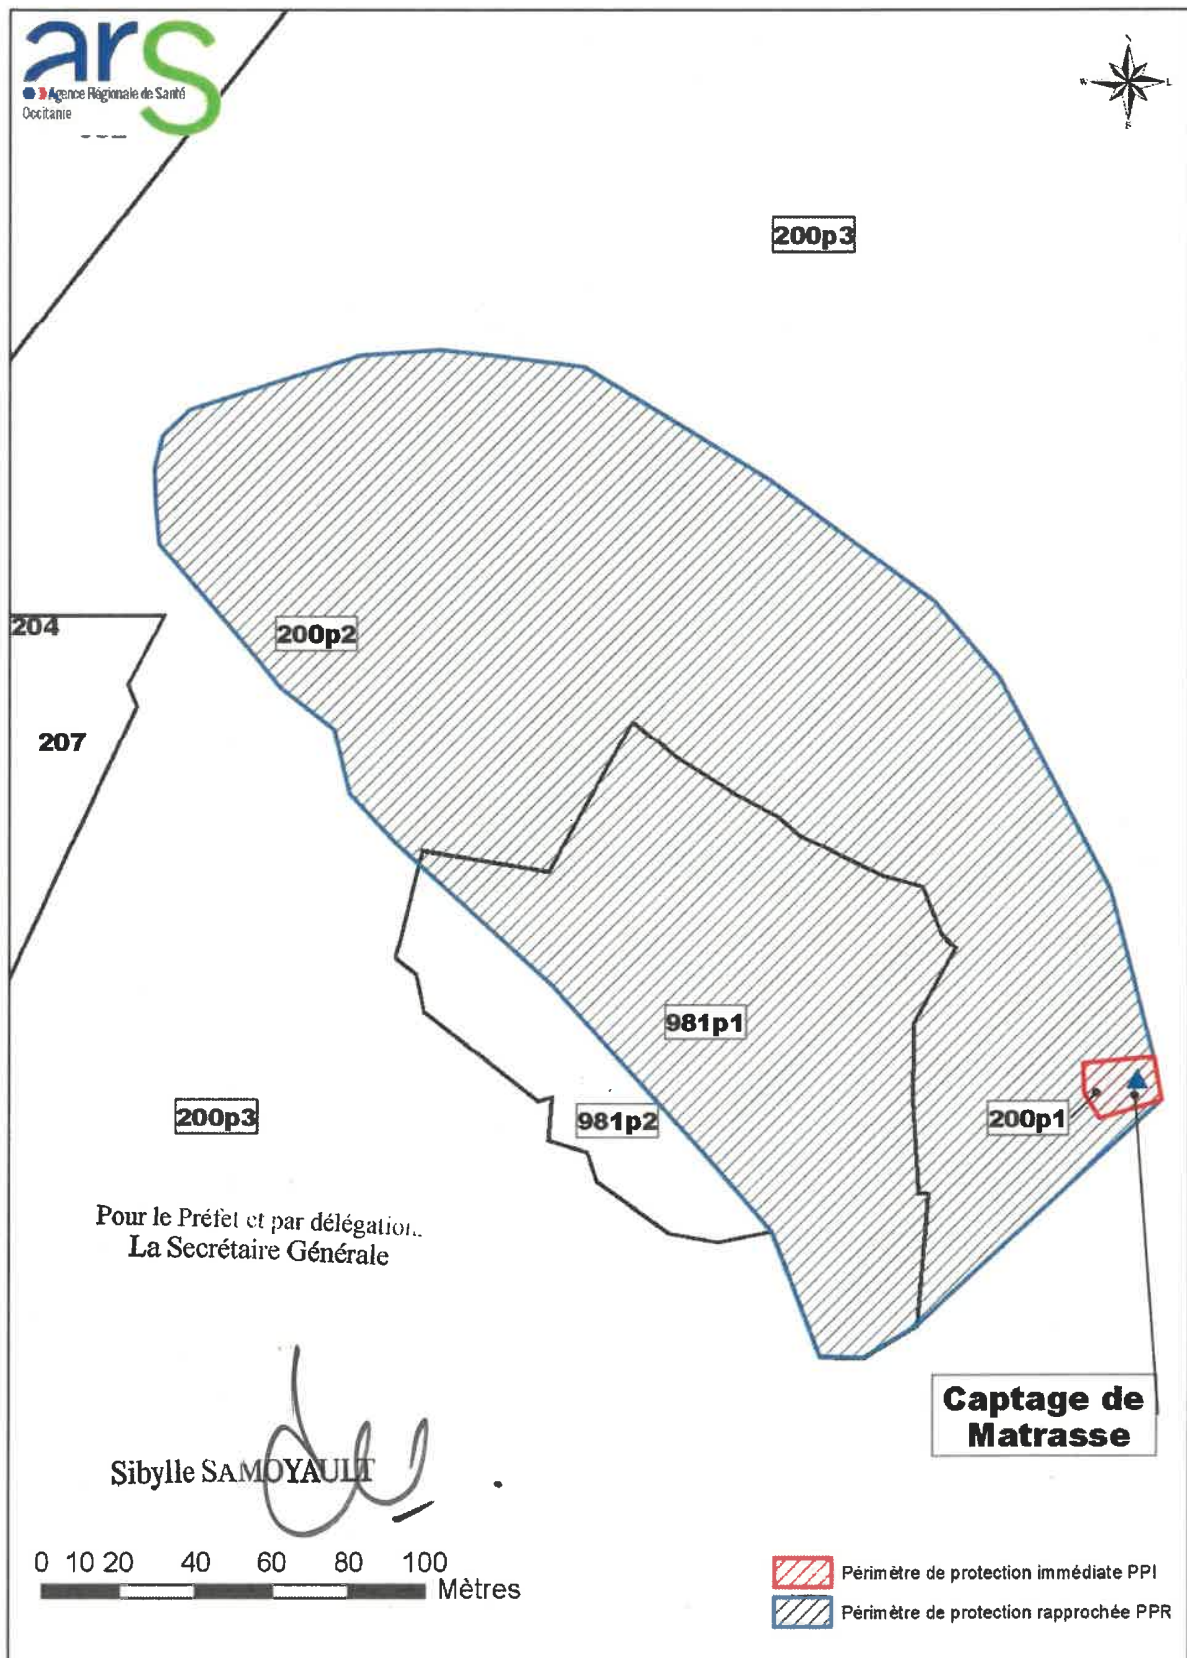 ars
Agence Régionale de Santé
Occitanie
N
W
E
S
200p3
204
200p2
207
981p1
200p3
981p2
200p1
Pour le Préfet et par délégation.
La Secrétaire Générale
Captage de
Matrasse
Sibylle SAMOYAULT
0 10 20 40 60 80 100
Mètres
Périmètre de protection immédiate PPI
Périmètre de protection rapprochée PPR